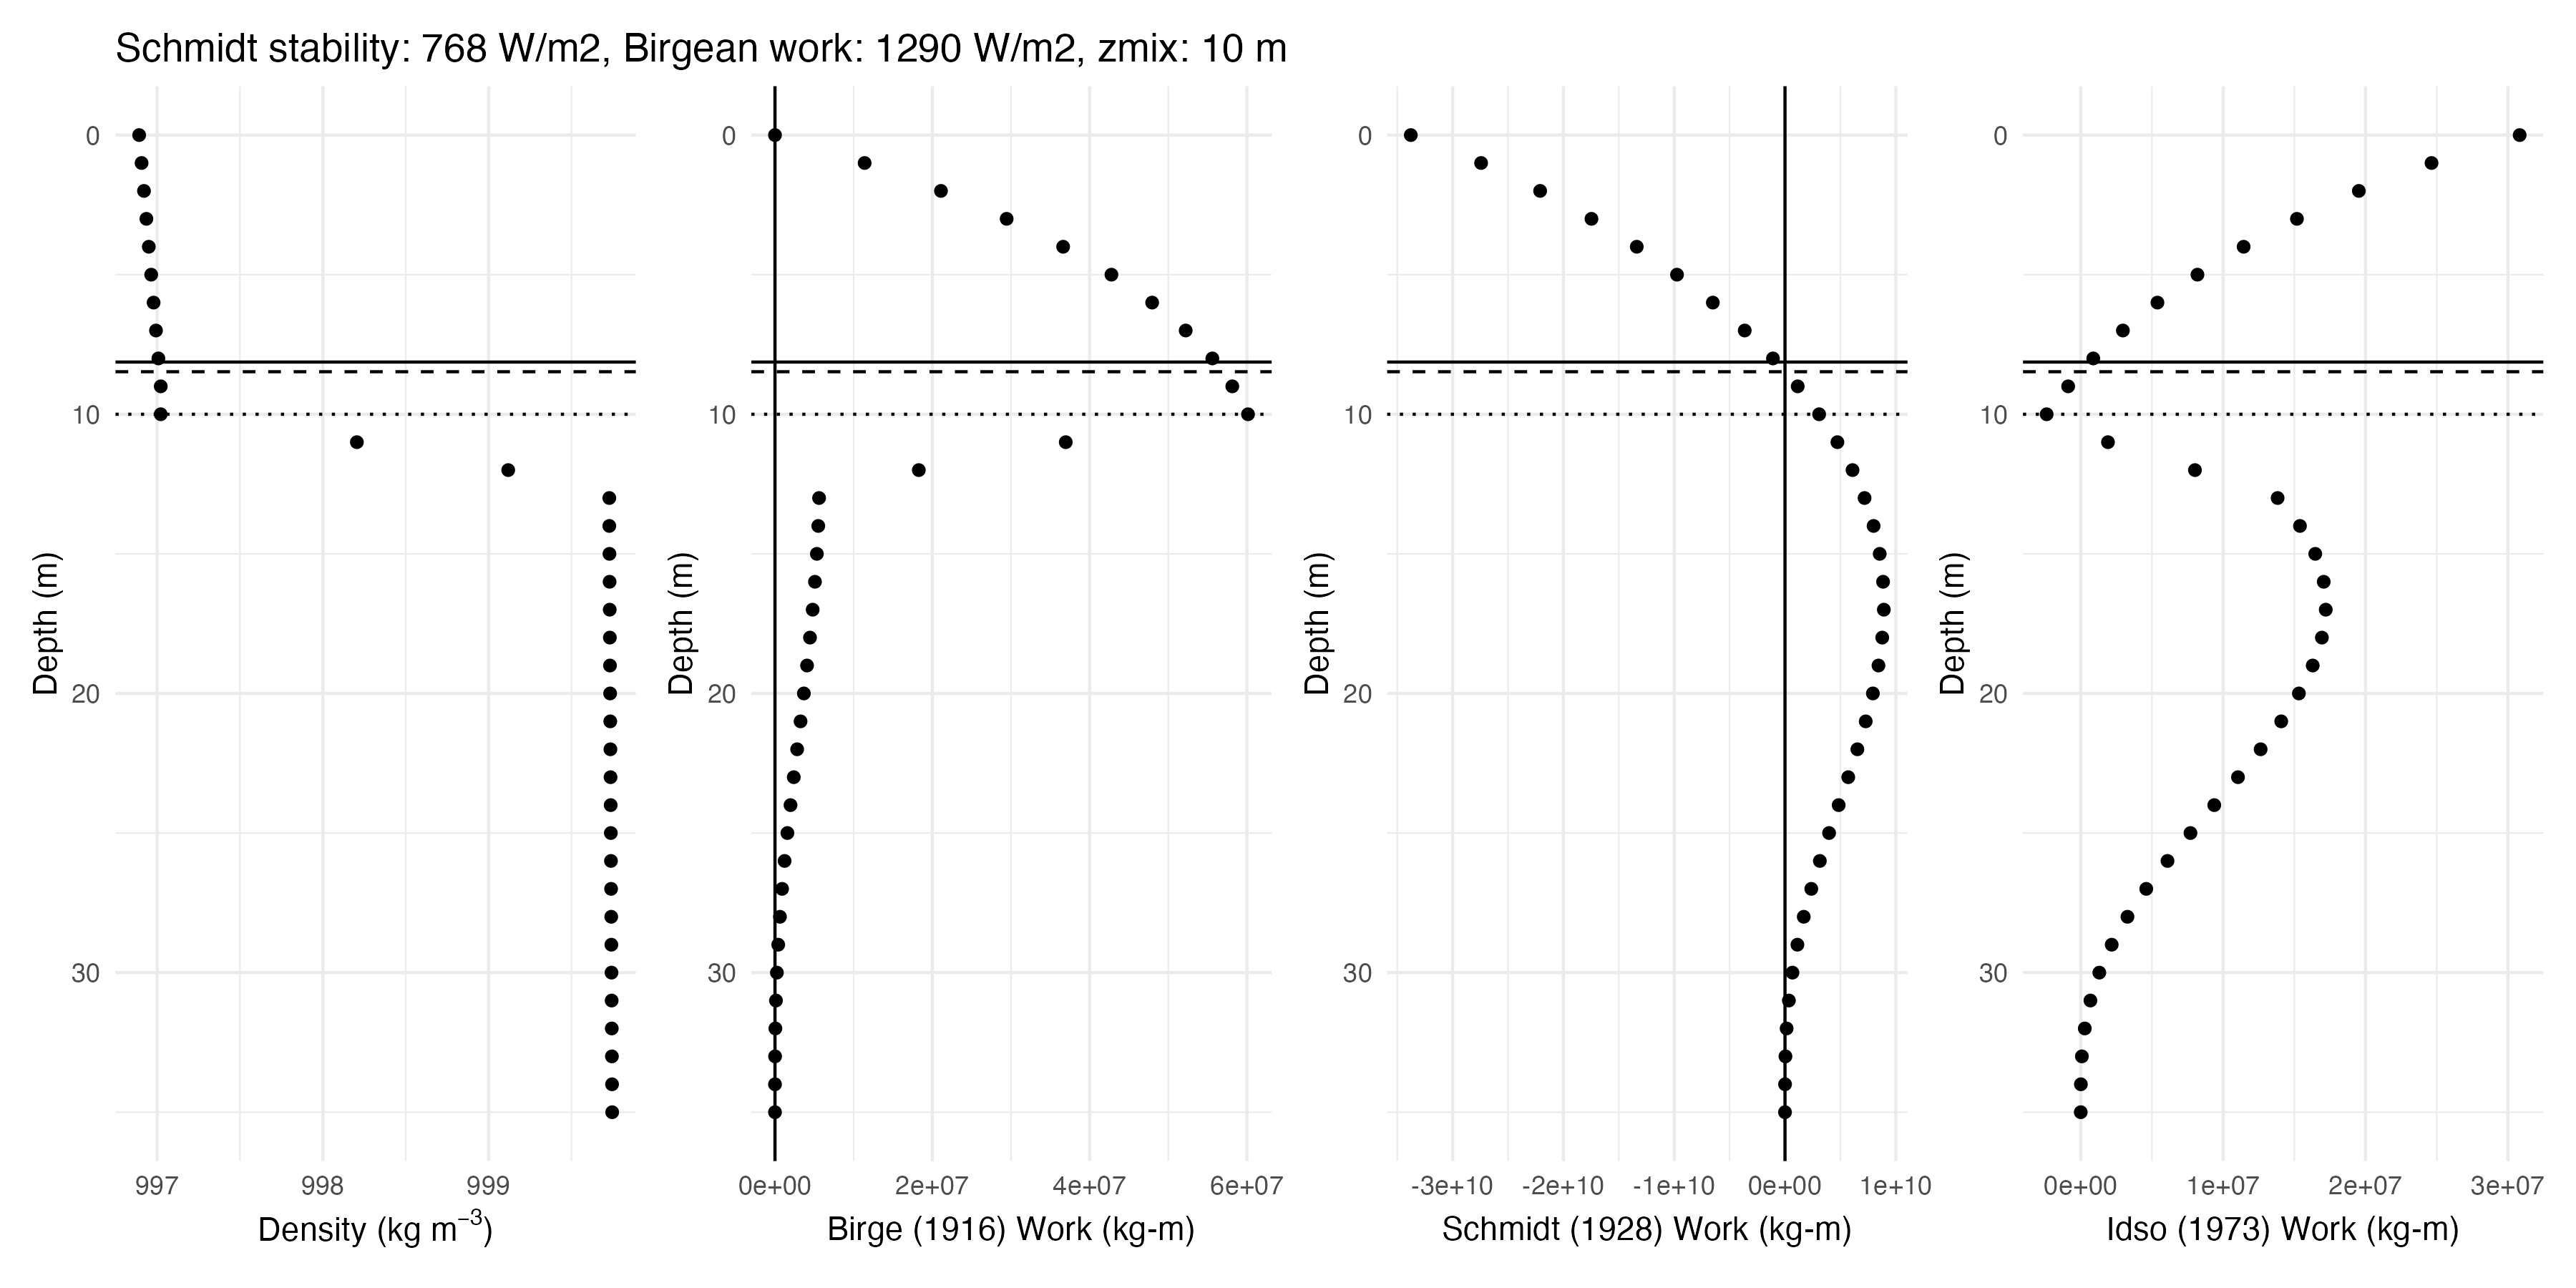 Schmidt stability: 768 W/m2, Birgean work: 1290 W/m2, zmix: 10 m
0
10
20
30
Depth (m)
997 998 999
Density (kg m⁻³)
0
10
20
30
Depth (m)
0e+00 2e+07 4e+07 6e+07
Birge (1916) Work (kg-m)
0
10
20
30
Depth (m)
-3e+10 -2e+10 -1e+10 0e+00 1e+10
Schmidt (1928) Work (kg-m)
0
10
20
30
Depth (m)
0e+00 1e+07 2e+07 3e+07
Idso (1973) Work (kg-m)